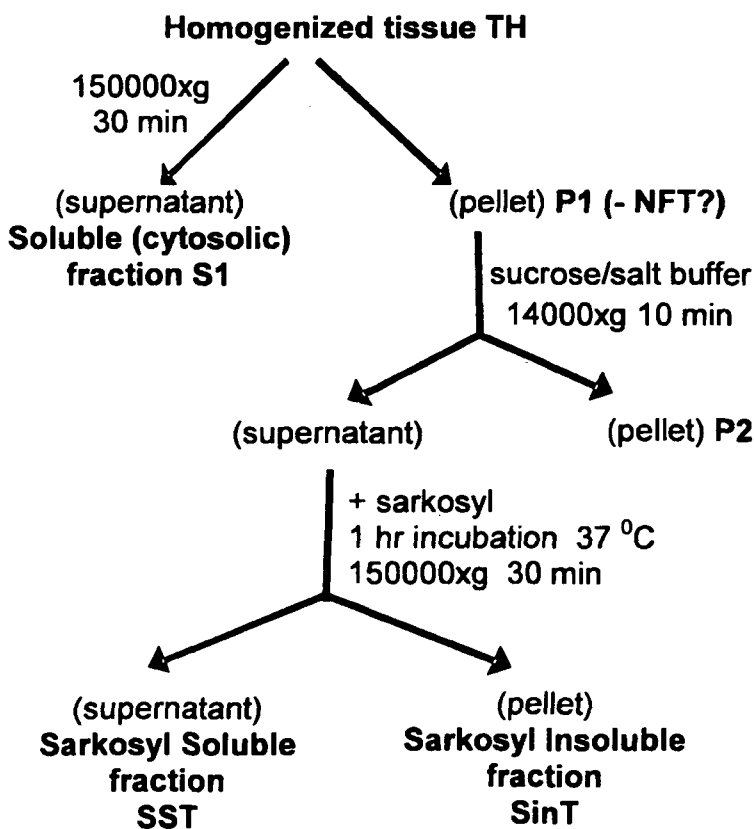 Homogenized tissue TH
150000xg
30 min
(supernatant)
Soluble (cytosolic)
fraction S1
(pellet) P1 (- NFT?)
sucrose/salt buffer
14000xg 10 min
(supernatant)
(pellet) P2
+ sarkosyl
1 hr incubation 37 ⁰C
150000xg 30 min
(supernatant)
Sarkosyl Soluble
fraction
SST
(pellet)
Sarkosyl Insoluble
fraction
SinT